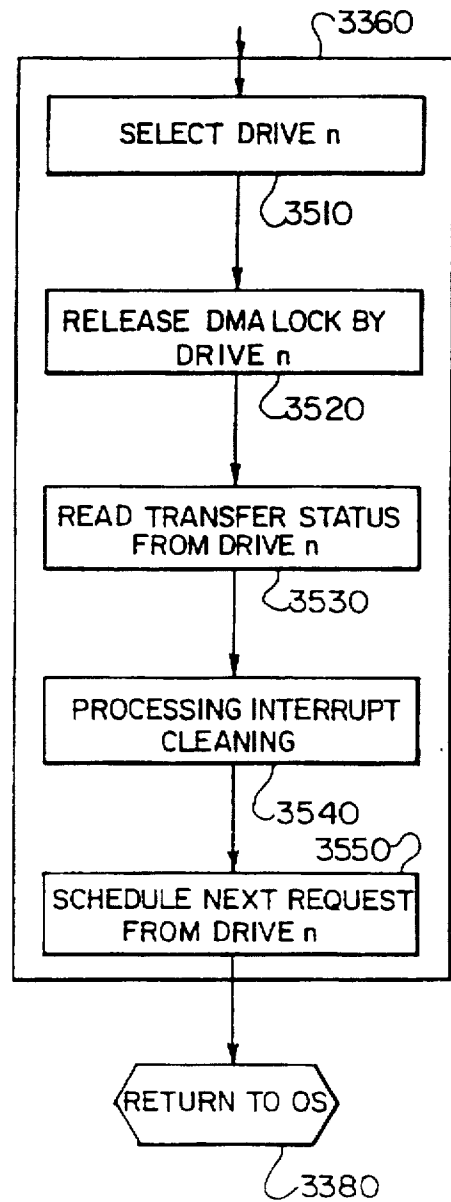 3360
SELECT DRIVE n
3510
RELEASE DMA LOCK BY
DRIVE n
3520
READ TRANSFER STATUS
FROM DRIVE n
3530
PROCESSING INTERRUPT
CLEANING
3540
3550
SCHEDULE NEXT REQUEST
FROM DRIVE n
RETURN TO OS
3380